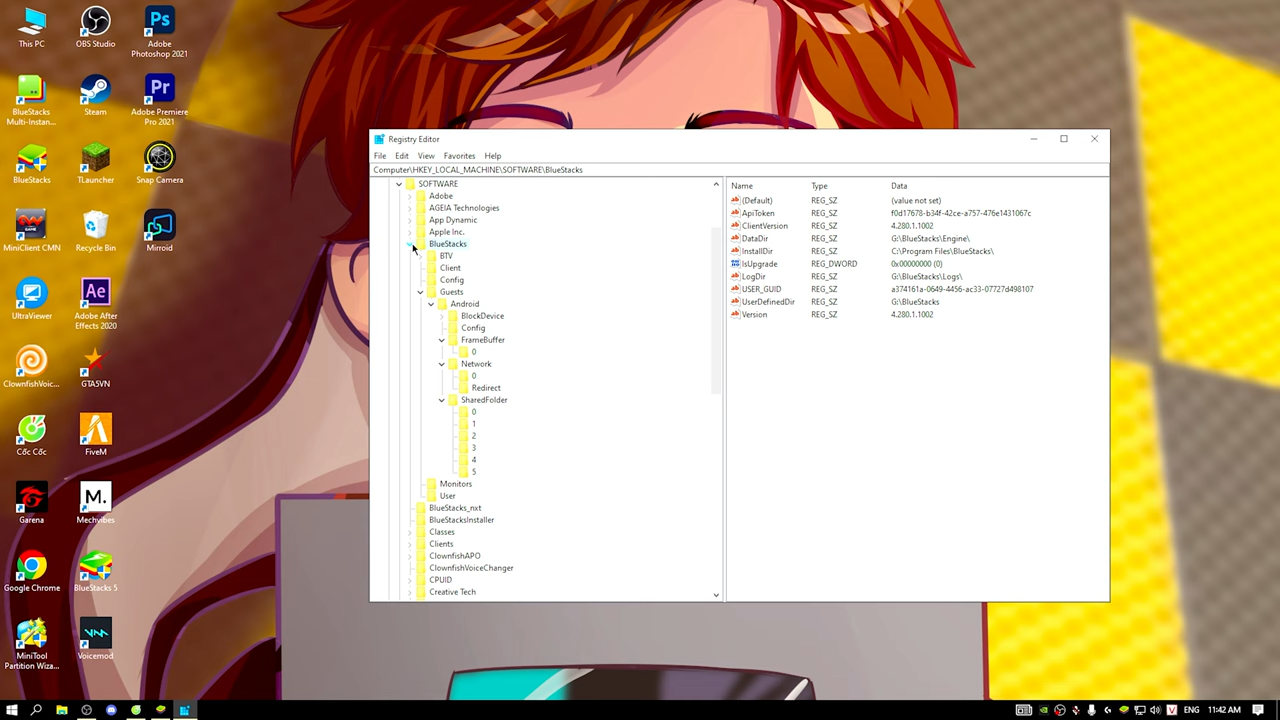 This PC
OBS Studio
Adobe
Photoshop 2021
BlueStacks
Multi-Instan...
Steam
Adobe Premiere
Pro 2021
BlueStacks
TLauncher
Snap Camera
MiniClient CMN
Recycle Bin
Mirroid
UltraViewer
Adobe After
Effects 2020
ClownfishVoic...
GTA5VN
Cốc Cốc
FiveM
Garena
Mechvibes
Google Chrome
BlueStacks 5
MiniTool
Partition Wiza...
Voicemod
Registry Editor
File Edit View Favorites Help
Computer\HKEY_LOCAL_MACHINE\SOFTWARE\BlueStacks
SOFTWARE
Adobe
AGEIA Technologies
App Dynamic
Apple Inc.
BlueStacks
BTV
Client
Config
Guests
Android
BlockDevice
Config
FrameBuffer
0
Network
0
Redirect
SharedFolder
0
1
2
3
4
5
Monitors
User
BlueStacks_nxt
BlueStacksInstaller
Classes
Clients
ClownfishAPO
ClownfishVoiceChanger
CPUID
Creative Tech
Name Type Data
(Default) REG_SZ (value not set)
ApiToken REG_SZ f0d17678-b34f-42ce-a757-476e1431067c
ClientVersion REG_SZ 4.280.1.1002
DataDir REG_SZ G:\BlueStacks\Engine\
InstallDir REG_SZ C:\Program Files\BlueStacks\
IsUpgrade REG_DWORD 0x00000000 (0)
LogDir REG_SZ G:\BlueStacks\Logs\
USER_GUID REG_SZ a374161a-0649-4456-ac33-07727d498107
UserDefinedDir REG_SZ G:\BlueStacks
Version REG_SZ 4.280.1.1002
ENG 11:42 AM